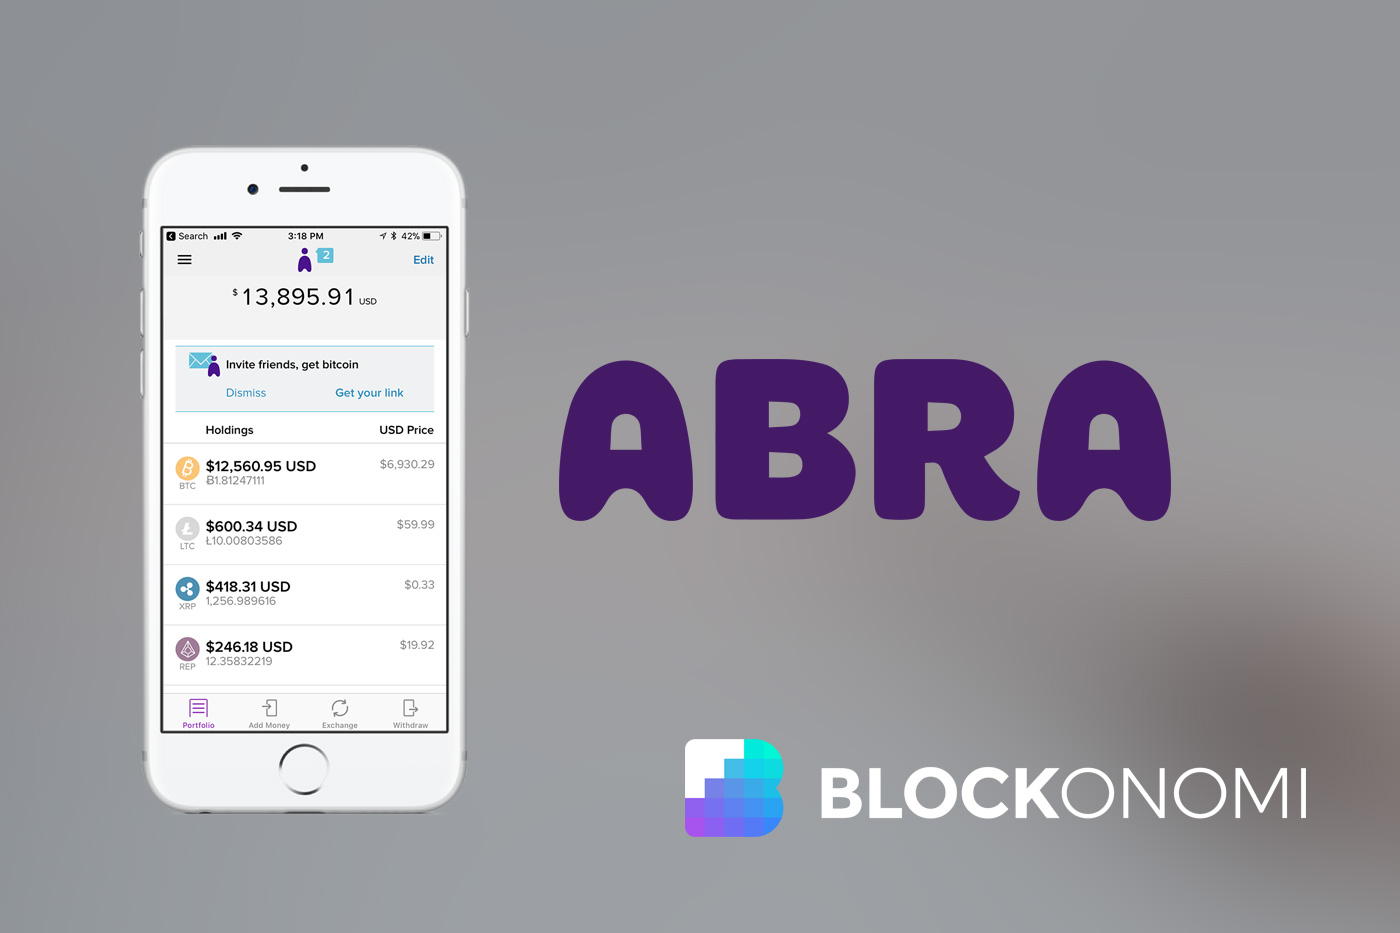 Search 3:18 PM 42%
2 Edit
$13,895.91 USD
Invite friends, get bitcoin
Dismiss Get your link
Holdings USD Price
$12,560.95 USD $6,930.29
BTC Ƀ1.81247111
$600.34 USD $59.99
LTC Ł10.00803586
$418.31 USD $0.33
XRP 1,256.989616
$246.18 USD $19.92
REP 12.35832219
Portfolio Add Money Exchange Withdraw
ABRA
BLOCKONOMI